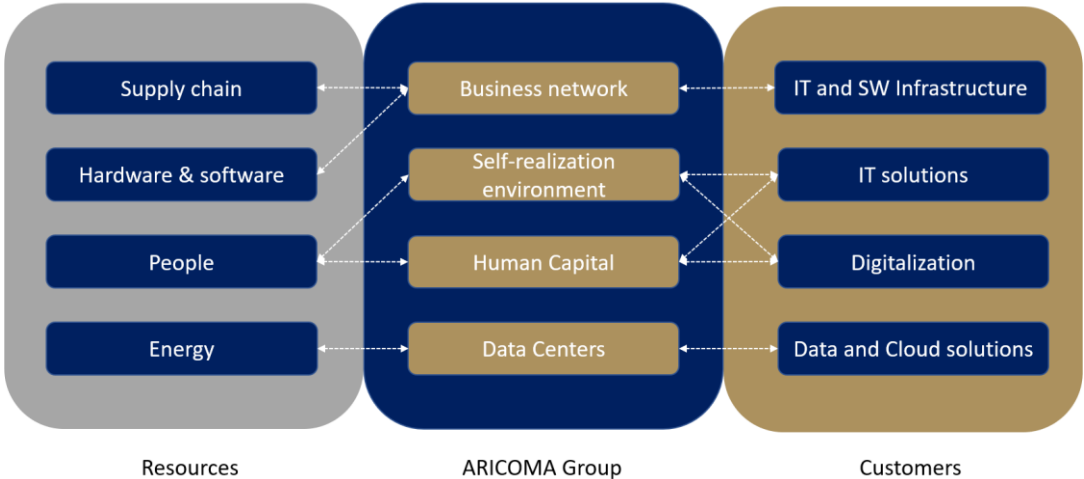 Supply chain
Business network
IT and SW Infrastructure
Hardware & software
Self-realization
environment
IT solutions
People
Human Capital
Digitalization
Energy
Data Centers
Data and Cloud solutions
Resources
ARICOMA Group
Customers